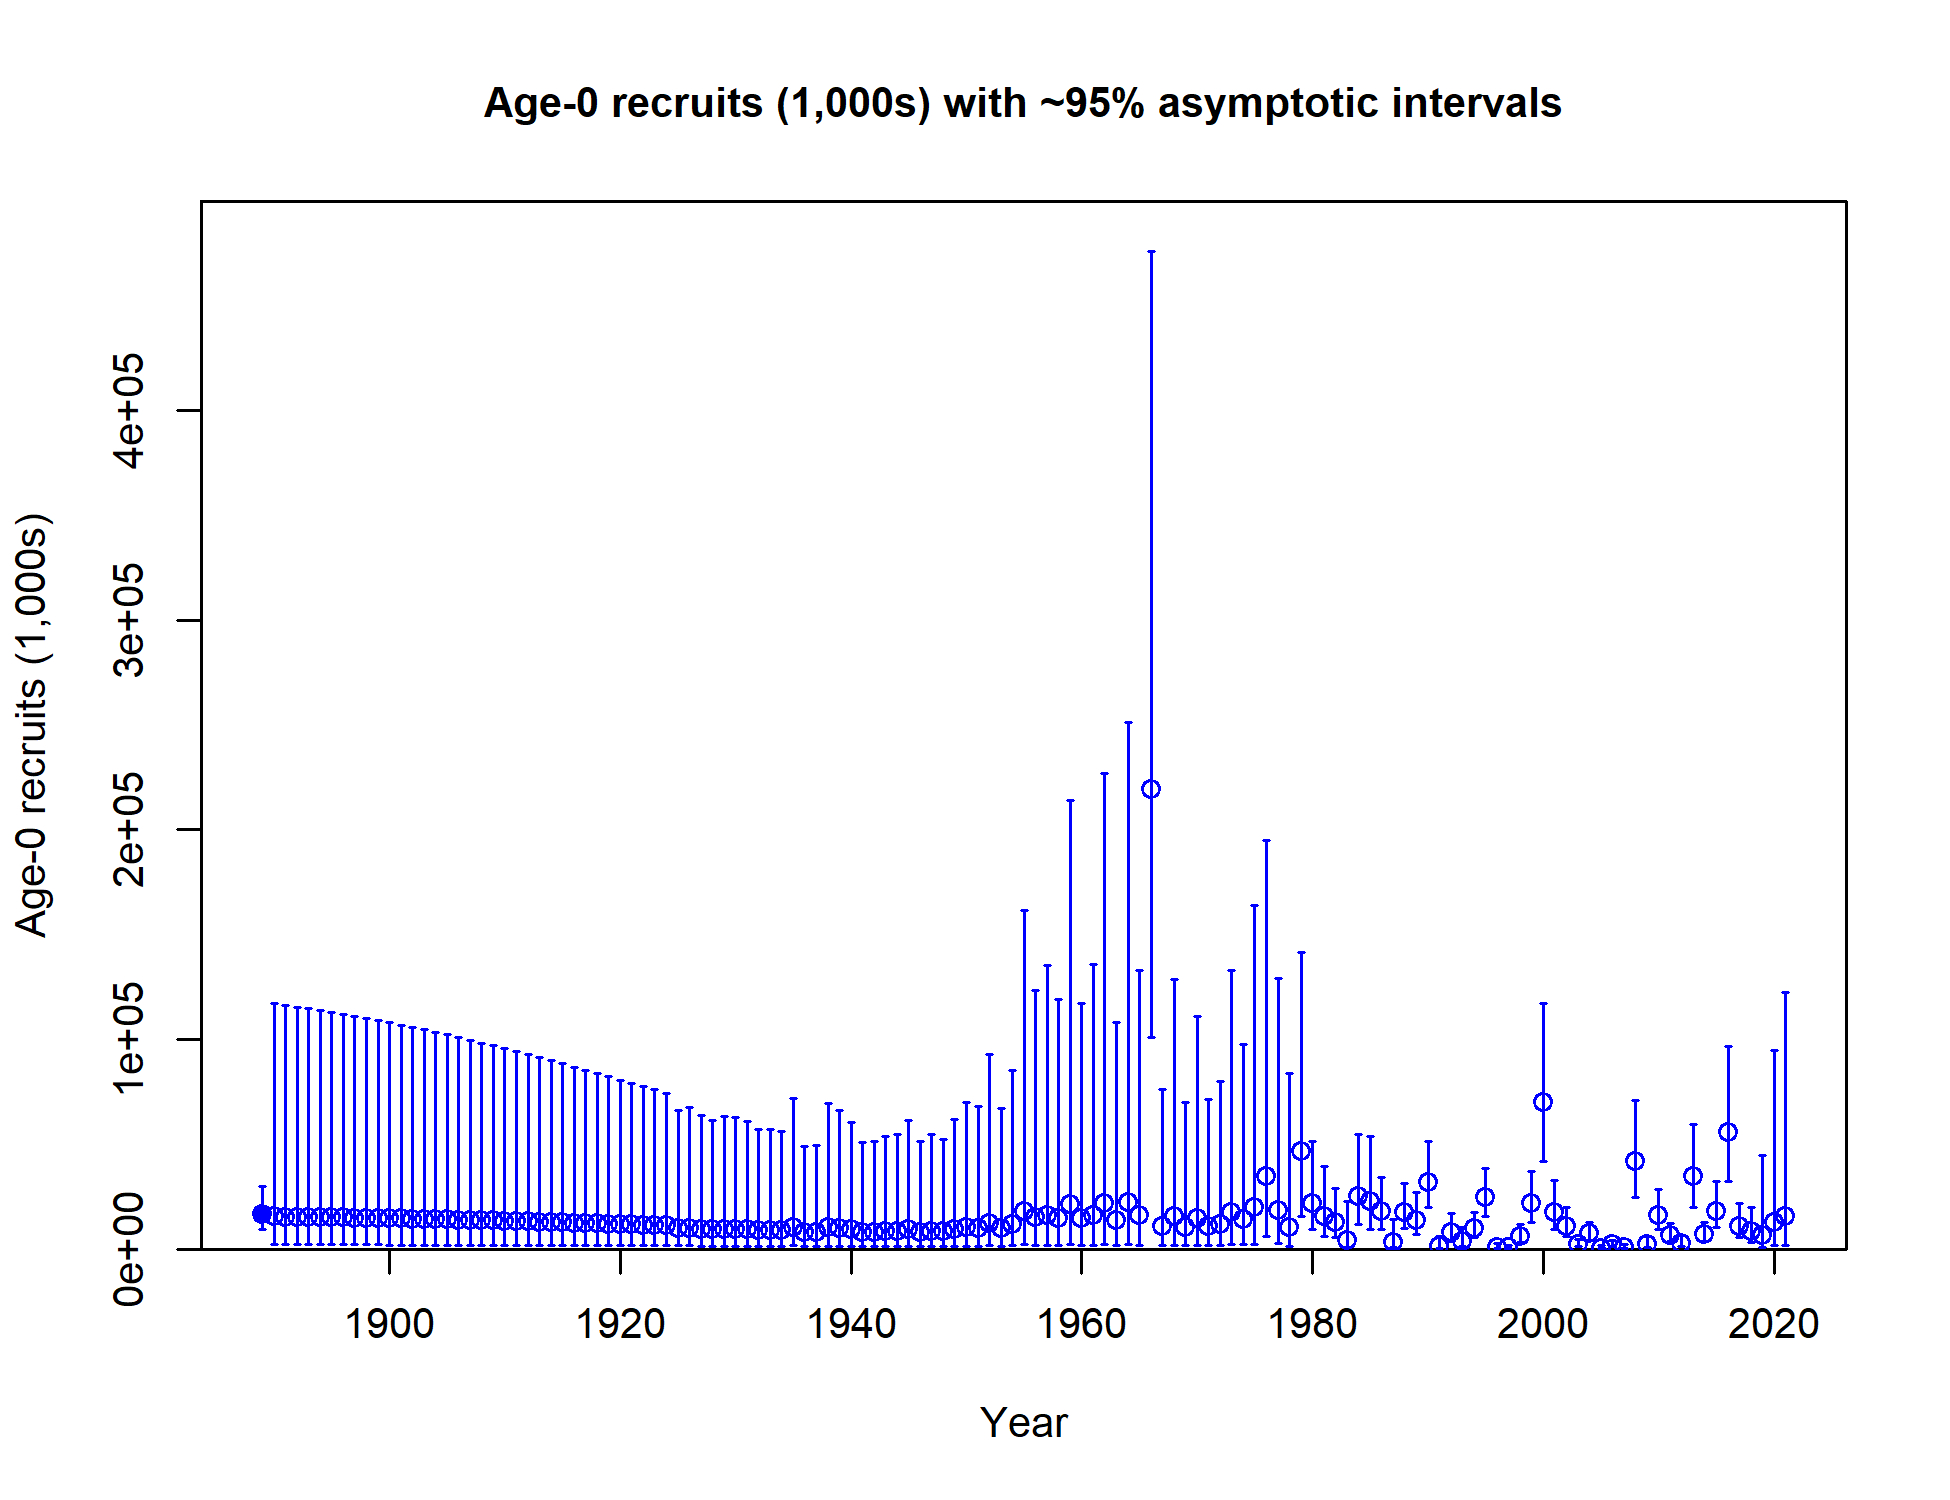 Age-0 recruits (1,000s) with ~95% asymptotic intervals
Age-0 recruits (1,000s)
4e+05
3e+05
2e+05
1e+05
0e+00
1900 1920 1940 1960 1980 2000 2020
Year